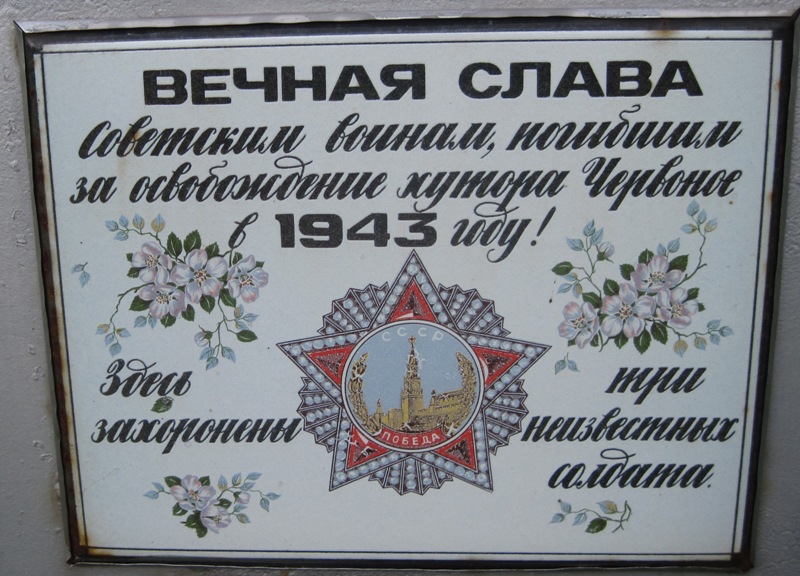 ВЕЧНАЯ СЛАВА
Советским воинам, погибшим
за освобождение хутора Червоное
в 1943 году!
СССР
ПОБЕДА
Здесь
захоронены
три
неизвестных
солдата.